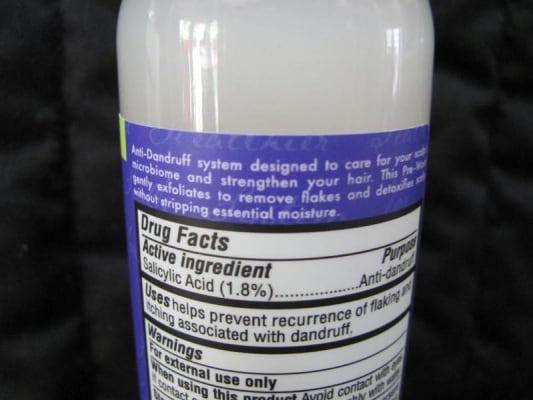 Healthier
Anti-Dandruff system designed to care for your
microbiome and strengthen your hair. This
gently exfoliates to remove flakes and detoxifies
without stripping essential moisture.
Drug Facts
Active ingredient Purpose
Salicylic Acid (1.8%)....................Anti-dandruff
Uses helps prevent recurrence of flaking and
itching associated with dandruff.
Warnings
For external use only
When using this product Avoid contact with eyes.
contact